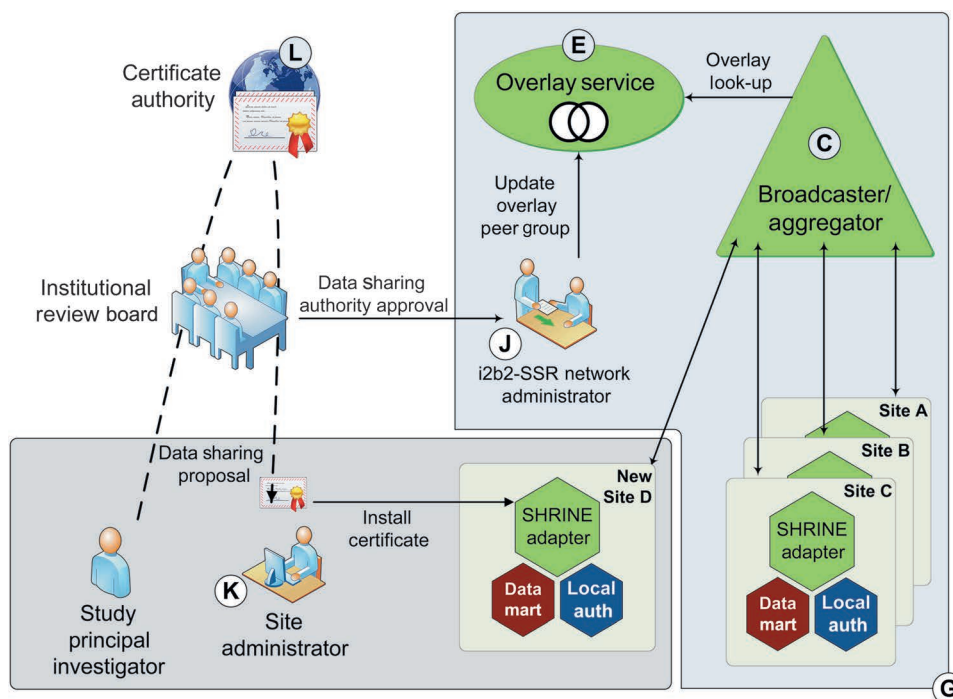 L
Certificate
authority
E
Overlay service
Overlay
look-up
C
Broadcaster/
aggregator
Update
overlay
peer group
Institutional
review board
Data sharing
authority approval
J
i2b2-SSR network
administrator
Site A
Site B
Site C
SHRINE
adapter
Data
mart
Local
auth
Data sharing
proposal
New
Site D
SHRINE
adapter
Data
mart
Local
auth
Install
certificate
K
Study
principal
investigator
Site
administrator
G